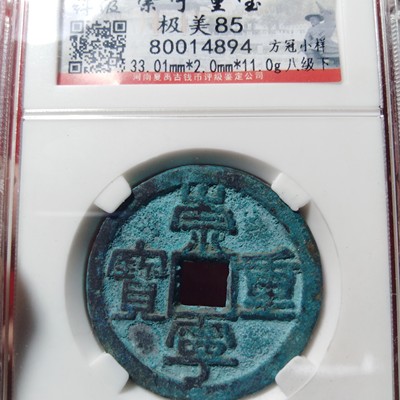 崇宁重宝
极美85
80014894 方冠小样
33.01mm*2.0mm*11.0g 八级下
河南夏禹古钱币评级鉴定公司
崇
寶 重
寧